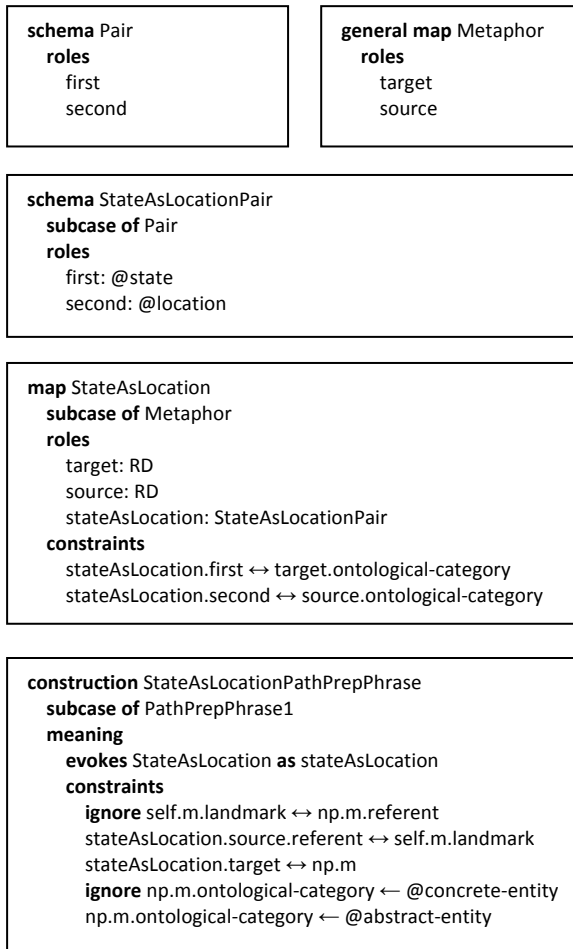 schema Pair
roles
first
second
general map Metaphor
roles
target
source
schema StateAsLocationPair
subcase of Pair
roles
first: @state
second: @location
map StateAsLocation
subcase of Metaphor
roles
target: RD
source: RD
stateAsLocation: StateAsLocationPair
constraints
stateAsLocation.first ↔ target.ontological-category
stateAsLocation.second ↔ source.ontological-category
construction StateAsLocationPathPrepPhrase
subcase of PathPrepPhrase1
meaning
evokes StateAsLocation as stateAsLocation
constraints
ignore self.m.landmark ↔ np.m.referent
stateAsLocation.source.referent ↔ self.m.landmark
stateAsLocation.target ↔ np.m
ignore np.m.ontological-category ← @concrete-entity
np.m.ontological-category ← @abstract-entity